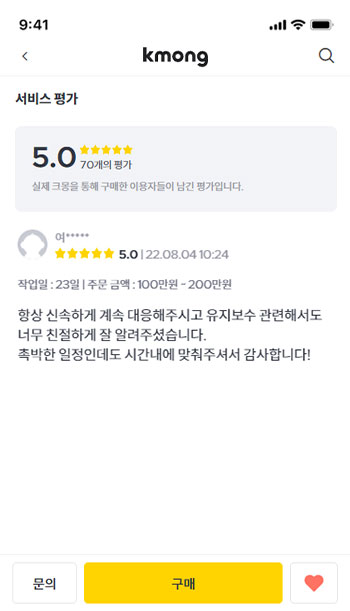 9:41
kmong
서비스 평가
5.0
70개의 평가
실제 크몽을 통해 구매한 이용자들이 남긴 평가입니다.
여*****
5.0 | 22.08.04 10:24
작업일 : 23일 | 주문 금액 : 100만원 - 200만원
항상 신속하게 계속 대응해주시고 유지보수 관련해서도
너무 친절하게 잘 알려주셨습니다.
촉박한 일정인데도 시간내에 맞춰주셔서 감사합니다!
문의
구매